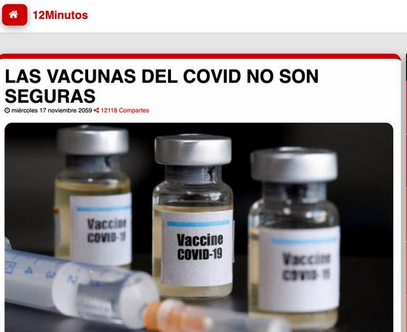 12Minutos
LAS VACUNAS DEL COVID NO SON
SEGURAS
miércoles 17 noviembre 2059 12118 Compartes
Vaccine
COVID-19
Vaccine
COVID-19
Vaccine
COVID-19